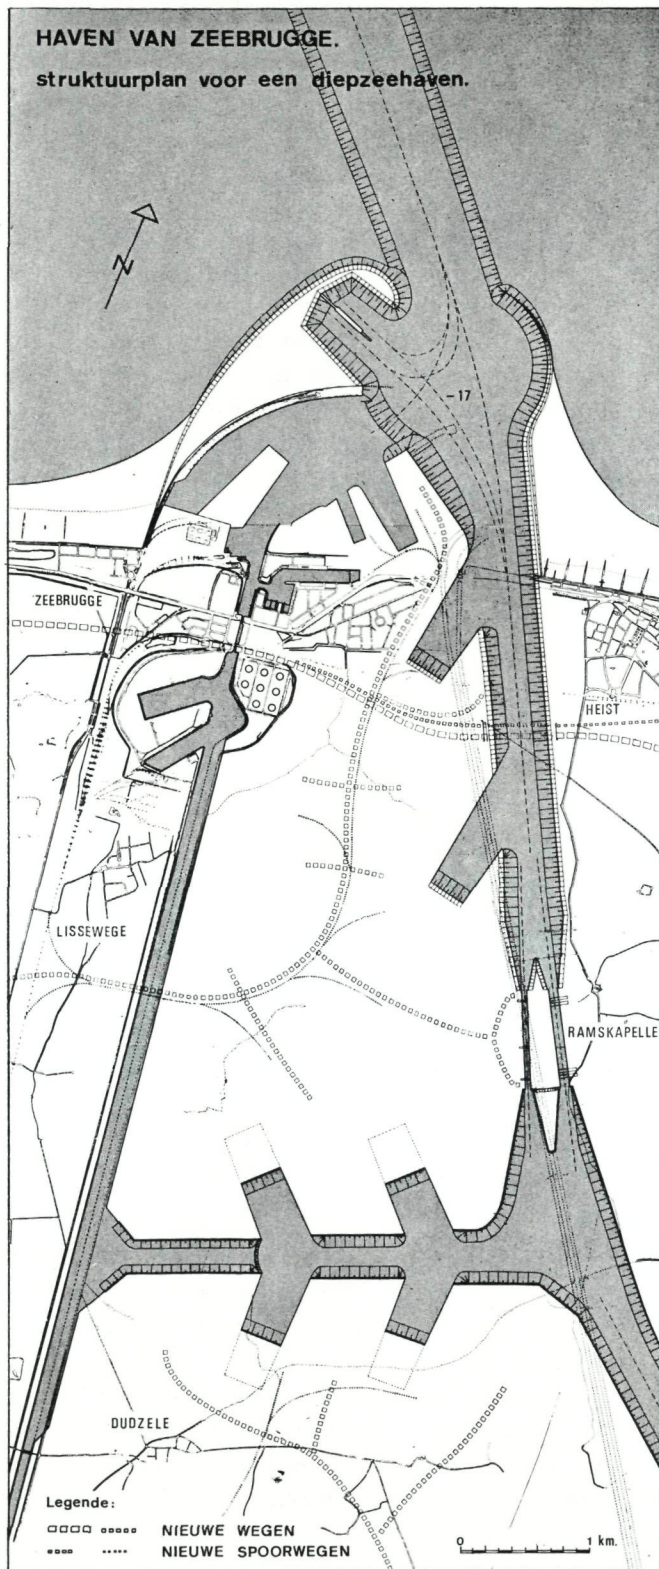 HAVEN VAN ZEEBRUGGE.
struktuurplan voor een diepzeehaven.
N
-17
ZEEBRUGGE
HEIST
LISSEWEGE
RAMSKAPELLE
DUDZELE
Legende:
NIEUWE WEGEN
NIEUWE SPOORWEGEN
0 1 km.